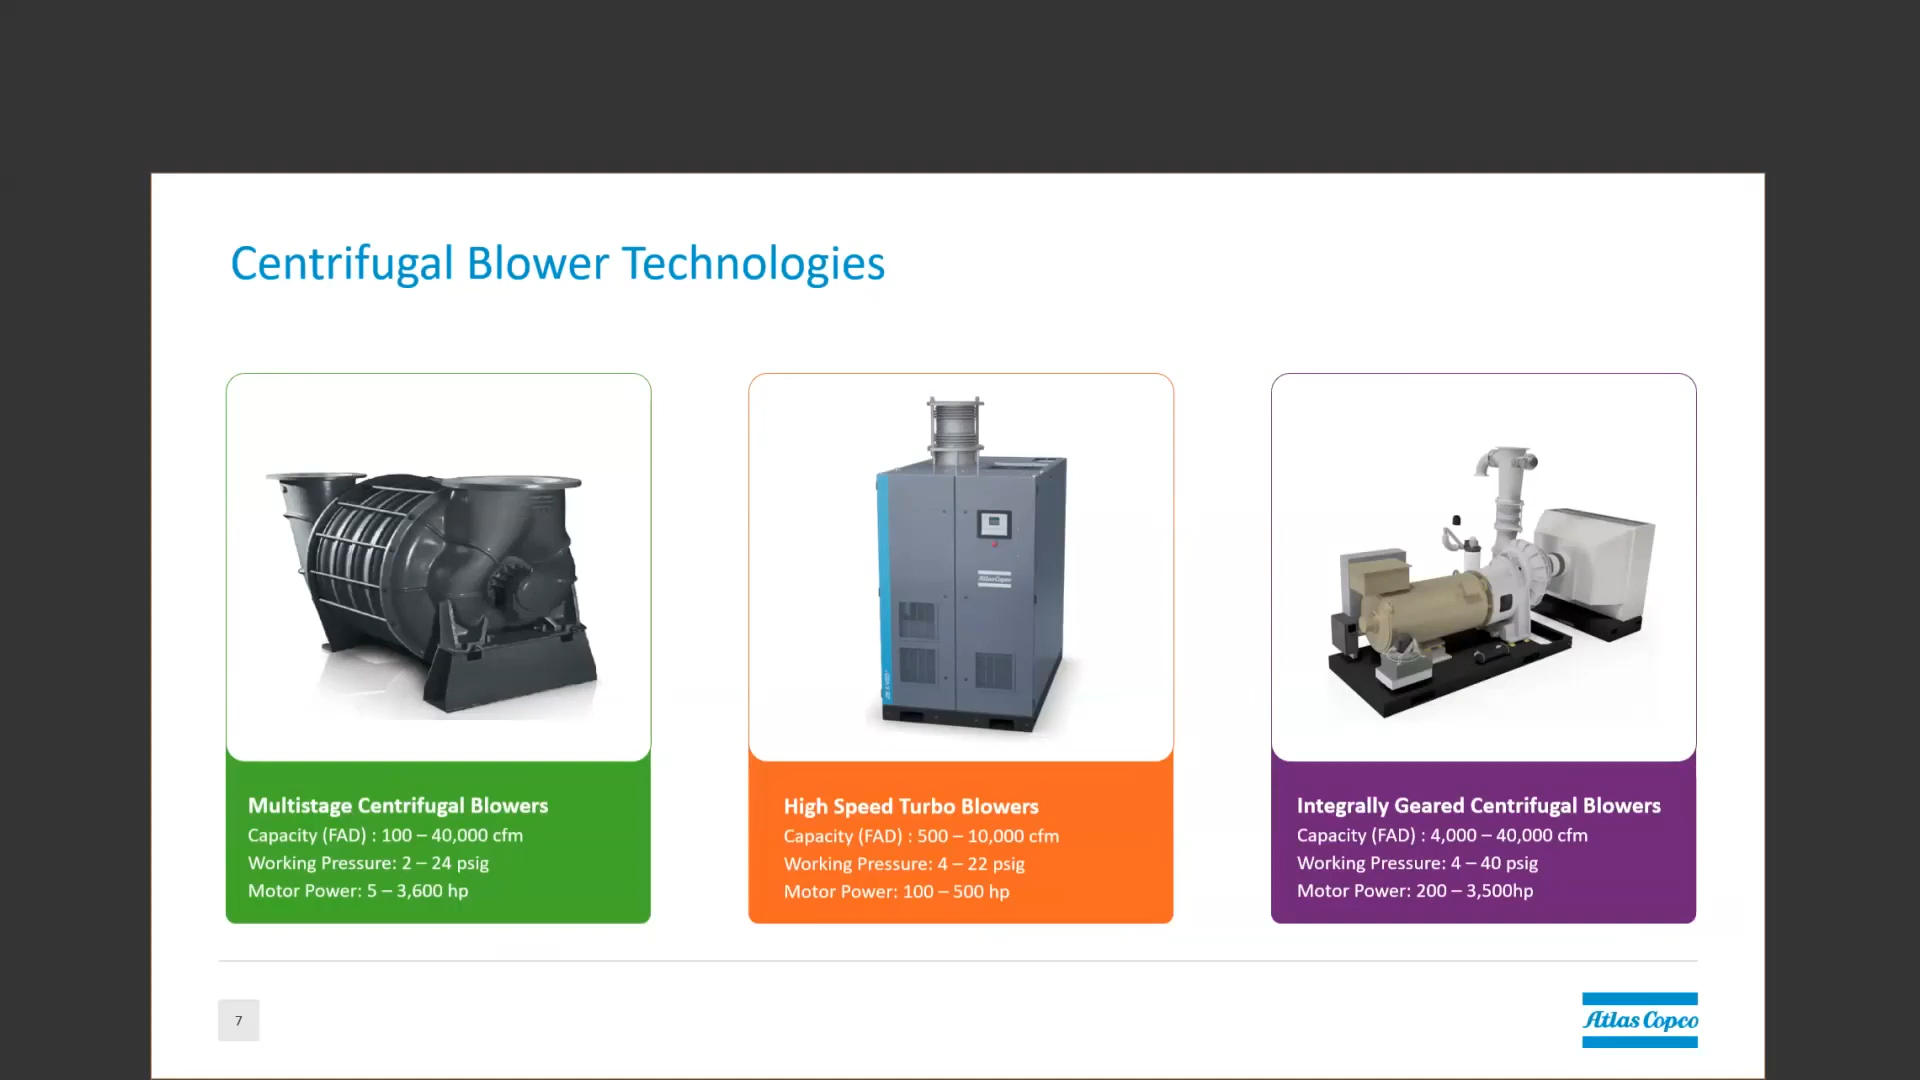 Centrifugal Blower Technologies
Atlas Copco
Multistage Centrifugal Blowers
Capacity (FAD) : 100 – 40,000 cfm
Working Pressure: 2 – 24 psig
Motor Power: 5 – 3,600 hp
High Speed Turbo Blowers
Capacity (FAD) : 500 – 10,000 cfm
Working Pressure: 4 – 22 psig
Motor Power: 100 – 500 hp
Integrally Geared Centrifugal Blowers
Capacity (FAD) : 4,000 – 40,000 cfm
Working Pressure: 4 – 40 psig
Motor Power: 200 – 3,500hp
7
Atlas Copco